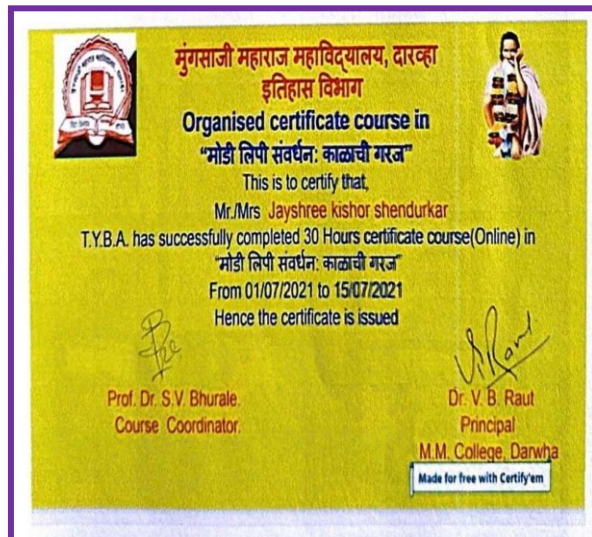 मुंगसाजी महाराज महाविद्यालय, दारव्हा
इतिहास विभाग
Organised certificate course in
“मोडी लिपी संवर्धन: काळाची गरज”
This is to certify that,
Mr./Mrs Jayshree kishor shendurkar
T.Y.B.A. has successfully completed 30 Hours certificate course(Online) in
“मोडी लिपी संवर्धन: काळाची गरज”
From 01/07/2021 to 15/07/2021
Hence the certificate is issued
Prof. Dr. S.V. Bhurale.
Course Coordinator.
Dr. V. B. Raut
Principal
M.M. College, Darwha
Made for free with Certify'em